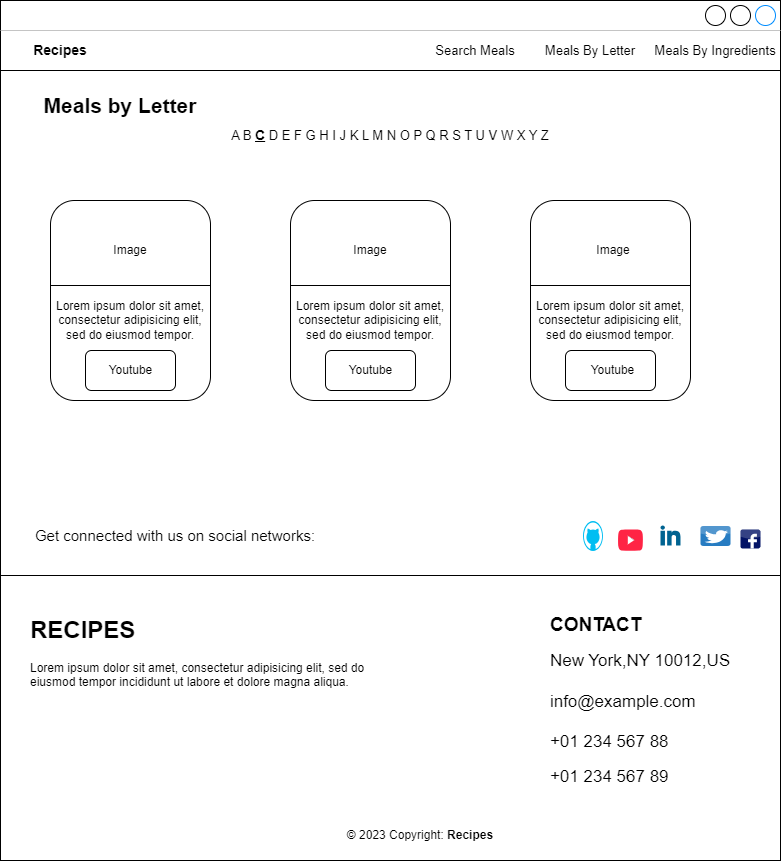 Recipes
Search Meals
Meals By Letter
Meals By Ingredients
Meals by Letter
A B C D E F G H I J K L M N O P Q R S T U V W X Y Z
Image
Lorem ipsum dolor sit amet,
consectetur adipisicing elit,
sed do eiusmod tempor.
Youtube
Image
Lorem ipsum dolor sit amet,
consectetur adipisicing elit,
sed do eiusmod tempor.
Youtube
Image
Lorem ipsum dolor sit amet,
consectetur adipisicing elit,
sed do eiusmod tempor.
Youtube
Get connected with us on social networks:
in
f
RECIPES
Lorem ipsum dolor sit amet, consectetur adipisicing elit, sed do
eiusmod tempor incididunt ut labore et dolore magna aliqua.
CONTACT
New York,NY 10012,US
info@example.com
+01 234 567 88
+01 234 567 89
© 2023 Copyright: Recipes